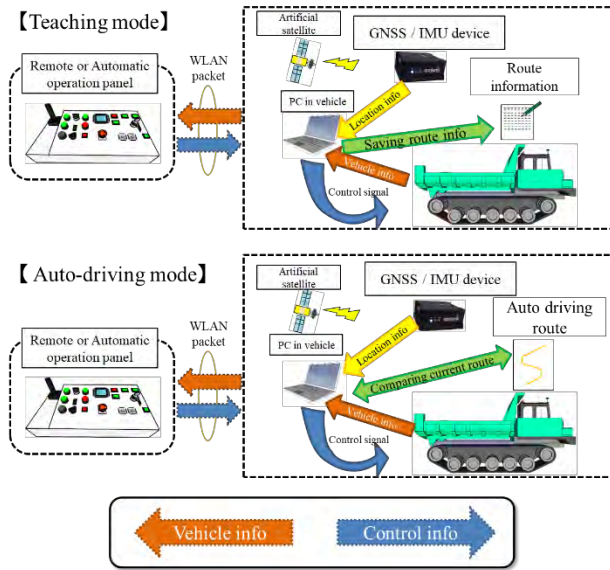 【Teaching mode】
Remote or Automatic
operation panel
WLAN
packet
Artificial
satellite
GNSS / IMU device
PC in vehicle
Location info
Route
information
Saving route info
Vehicle info
Control signal
【 Auto-driving mode】
Remote or Automatic
operation panel
WLAN
packet
Artificial
satellite
GNSS / IMU device
PC in vehicle
Location info
Auto driving
route
Comparing current route
Vehicle info
Control signal
Vehicle info
Control info